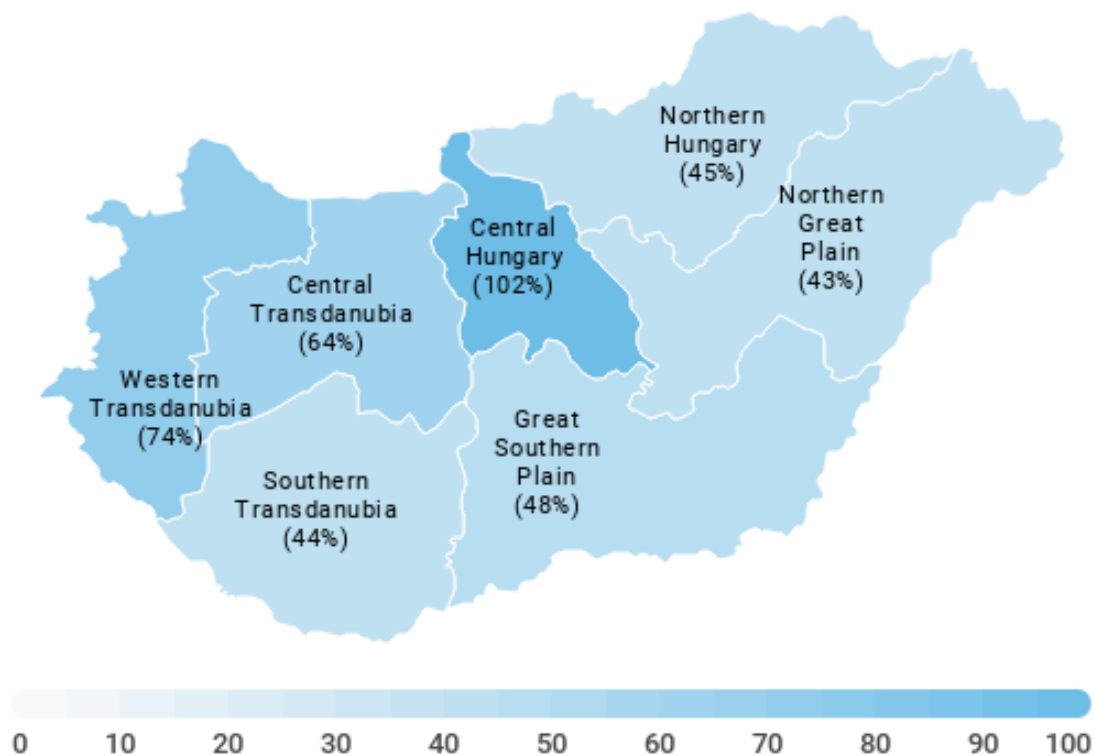 Northern
Hungary
(45%)
Northern
Great
Plain
(43%)
Central
Hungary
(102%)
Central
Transdanubia
(64%)
Western
Transdanubia
(74%)
Great
Southern
Plain
(48%)
Southern
Transdanubia
(44%)
0 10 20 30 40 50 60 70 80 90 100